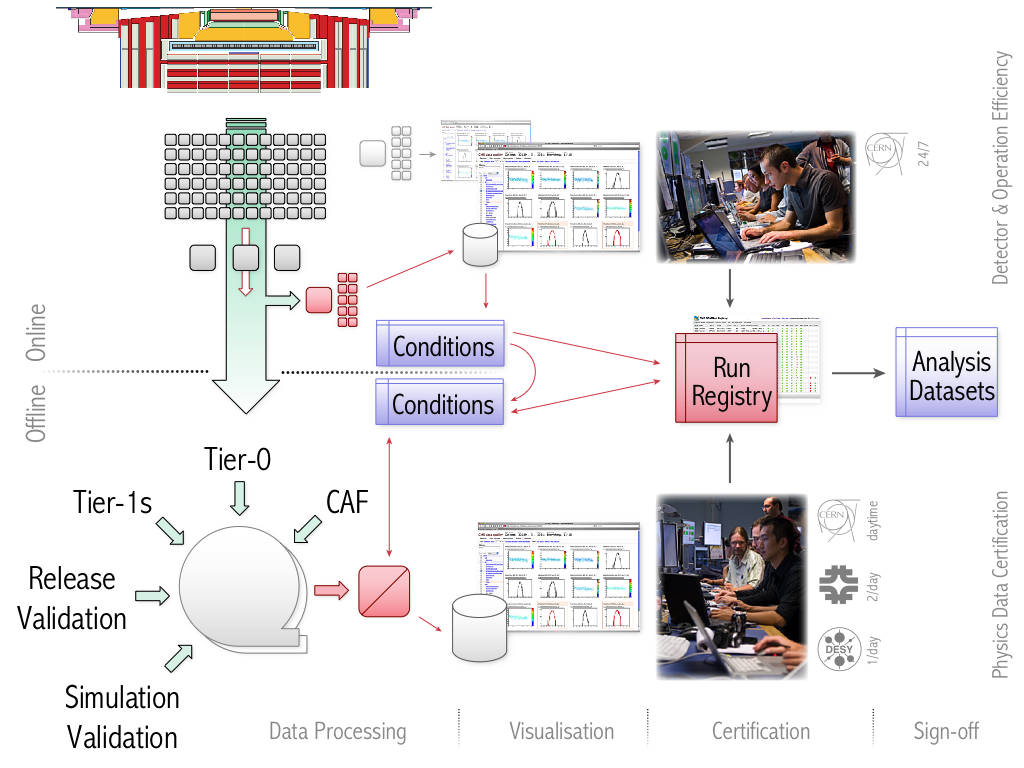 Detector & Operation Efficiency
CERN
24/7
Online
Offline
Conditions
Conditions
Run
Registry
Analysis
Datasets
Tier-0
Tier-1s
CAF
Release
Validation
Simulation
Validation
CERN
daytime
2/day
DESY
1/day
Physics Data Certification
Data Processing
Visualisation
Certification
Sign-off